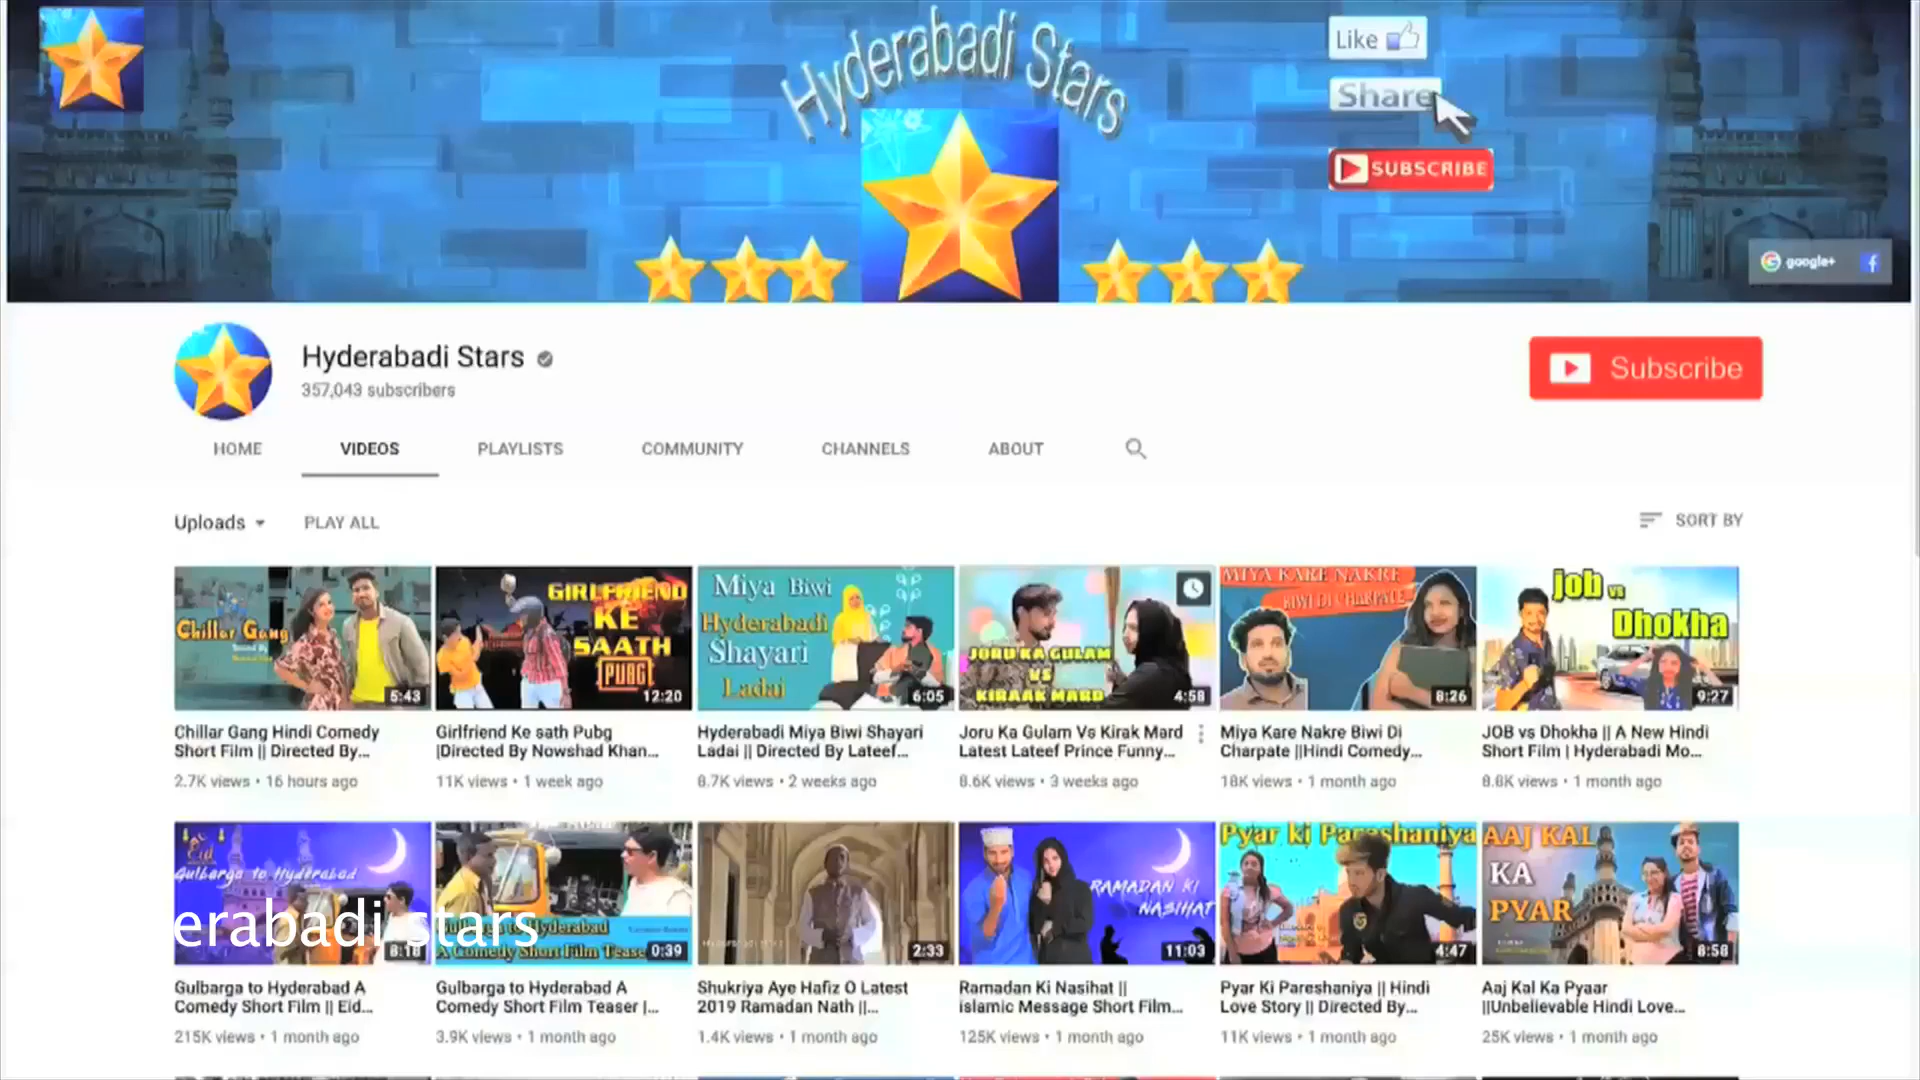 Hyderabadi Stars
Like
Share
SUBSCRIBE
google+
Hyderabadi Stars
357,043 subscribers
Subscribe
HOME VIDEOS PLAYLISTS COMMUNITY CHANNELS ABOUT
Uploads PLAY ALL SORT BY
Chillar Gang
5:43
GIRLFRIEND
KE
SAATH
PUBG
12:20
Miya Biwi
Hyderabadi
Shayari
Ladai
6:05
JORU KA GULAM
VS
KIRAAK MARD
4:58
MIYA KARE NAKRE
BIWI DI CHARPATE
8:26
job vs
Dhokha
9:27
Chillar Gang Hindi Comedy
Short Film || Directed By...
2.7K views • 16 hours ago
Girlfriend Ke sath Pubg
|Directed By Nowshad Khan...
11K views • 1 week ago
Hyderabadi Miya Biwi Shayari
Ladai || Directed By Lateef...
8.7K views • 2 weeks ago
Joru Ka Gulam Vs Kirak Mard
Latest Lateef Prince Funny...
8.6K views • 3 weeks ago
Miya Kare Nakre Biwi Di
Charpate ||Hindi Comedy...
18K views • 1 month ago
JOB vs Dhokha || A New Hindi
Short Film | Hyderabadi Mo...
8.8K views • 1 month ago
Eid
Gulbarga to Hyderabad
8:18
Gulbarga to Hyderabad
A Comedy Short Film Tease
0:39
2:33
RAMADAN KI
NASIHAT
11:03
Pyar ki Pareshaniya
4:47
AAJ KAL
KA
PYAR
8:58
erabadi stars
Gulbarga to Hyderabad A
Comedy Short Film || Eid...
215K views • 1 month ago
Gulbarga to Hyderabad A
Comedy Short Film Teaser |...
3.9K views • 1 month ago
Shukriya Aye Hafiz O Latest
2019 Ramadan Nath ||...
1.4K views • 1 month ago
Ramadan Ki Nasihat ||
islamic Message Short Film...
125K views • 1 month ago
Pyar Ki Pareshaniya || Hindi
Love Story || Directed By...
11K views • 1 month ago
Aaj Kal Ka Pyaar
||Unbelievable Hindi Love...
25K views • 1 month ago